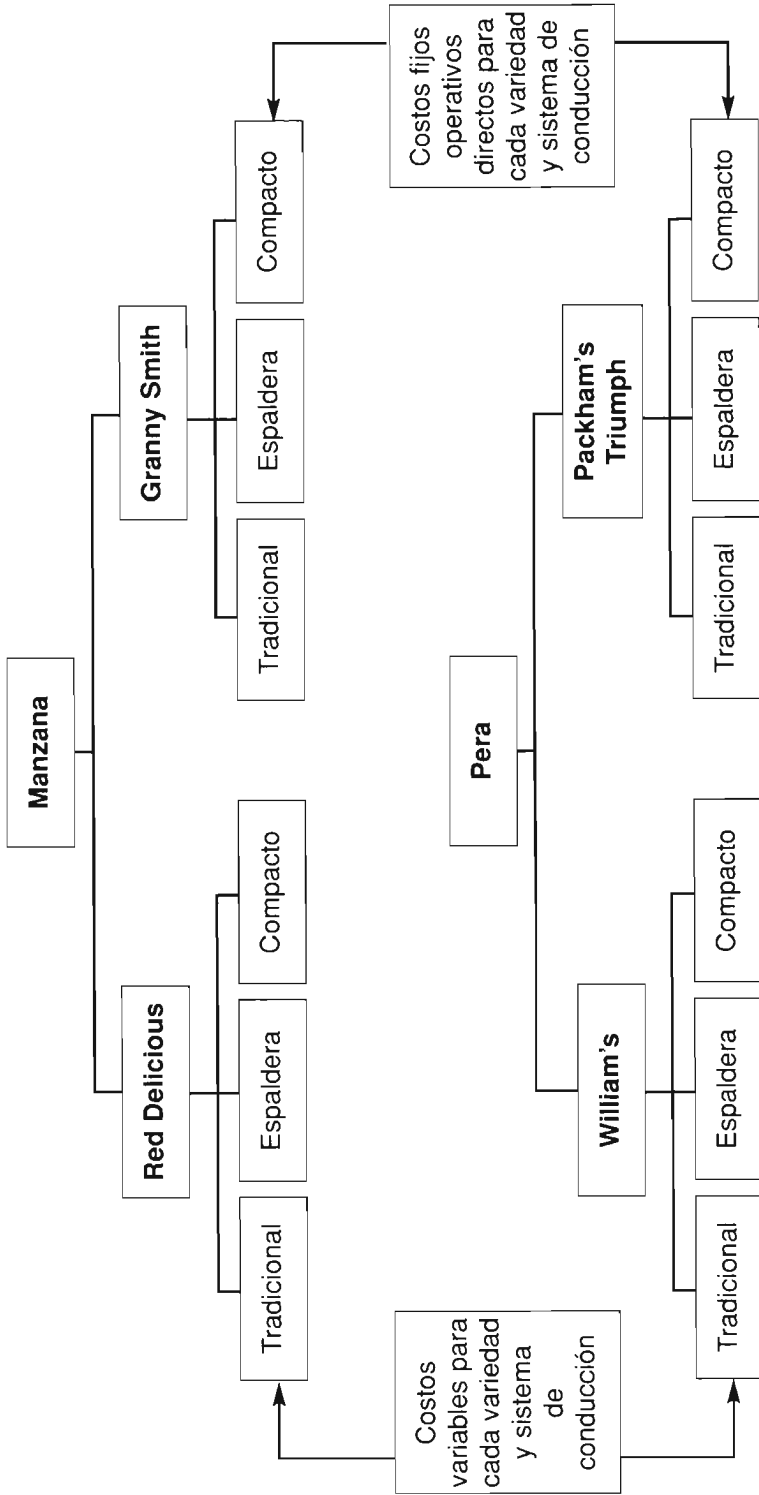 Manzana
Red Delicious
Granny Smith
Tradicional
Espaldera
Compacto
Tradicional
Espaldera
Compacto
Costos
variables para
cada variedad
y sistema
de
conducción
Costos fijos
operativos
directos para
cada variedad
y sistema de
conducción
Pera
William's
Packham's
Triumph
Tradicional
Espaldera
Compacto
Tradicional
Espaldera
Compacto